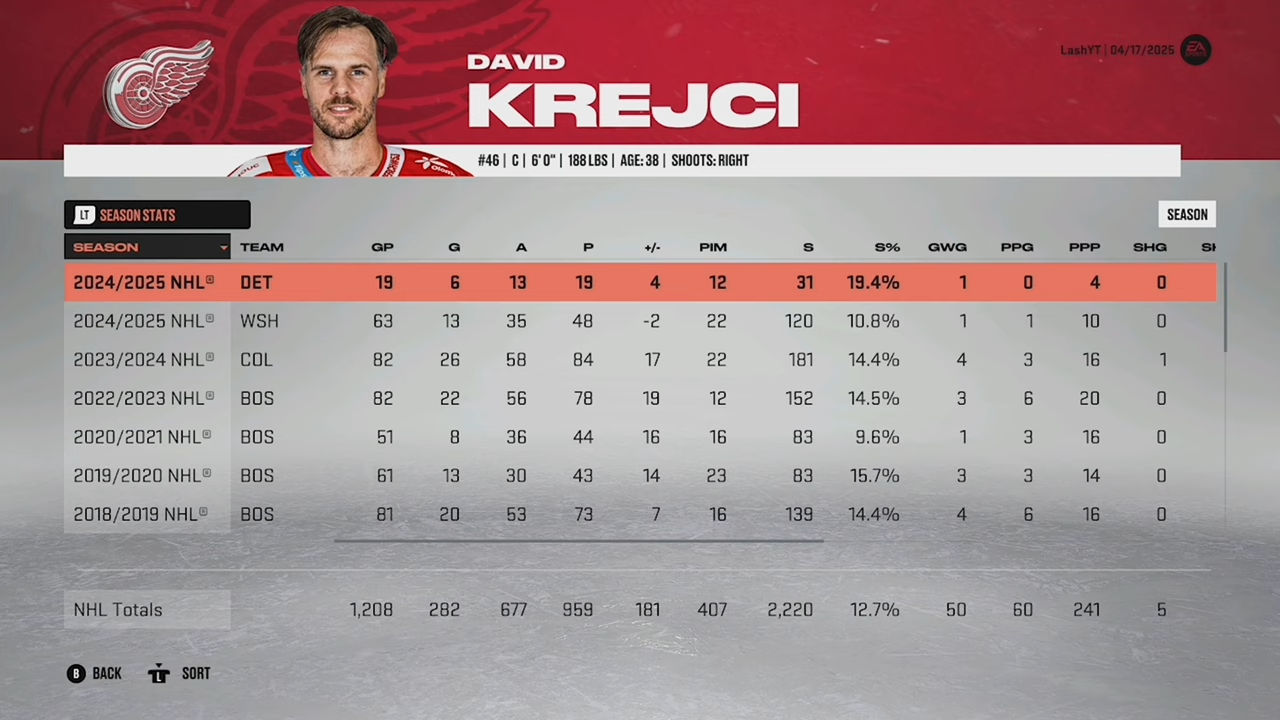 LashYT | 04/17/2025 EA
DAVID
KREJCI
#46 | C | 6' 0" | 188 LBS | AGE: 38 | SHOOTS: RIGHT
LT SEASON STATS SEASON
SEASON TEAM GP G A P +/- PIM S S% GWG PPG PPP SHG
2024/2025 NHL® DET 19 6 13 19 4 12 31 19.4% 1 0 4 0
2024/2025 NHL® WSH 63 13 35 48 -2 22 120 10.8% 1 1 10 0
2023/2024 NHL® COL 82 26 58 84 17 22 181 14.4% 4 3 16 1
2022/2023 NHL® BOS 82 22 56 78 19 12 152 14.5% 3 6 20 0
2020/2021 NHL® BOS 51 8 36 44 16 16 83 9.6% 1 3 16 0
2019/2020 NHL® BOS 61 13 30 43 14 23 83 15.7% 3 3 14 0
2018/2019 NHL® BOS 81 20 53 73 7 16 139 14.4% 4 6 16 0
NHL Totals 1,208 282 677 959 181 407 2,220 12.7% 50 60 241 5
B BACK L SORT